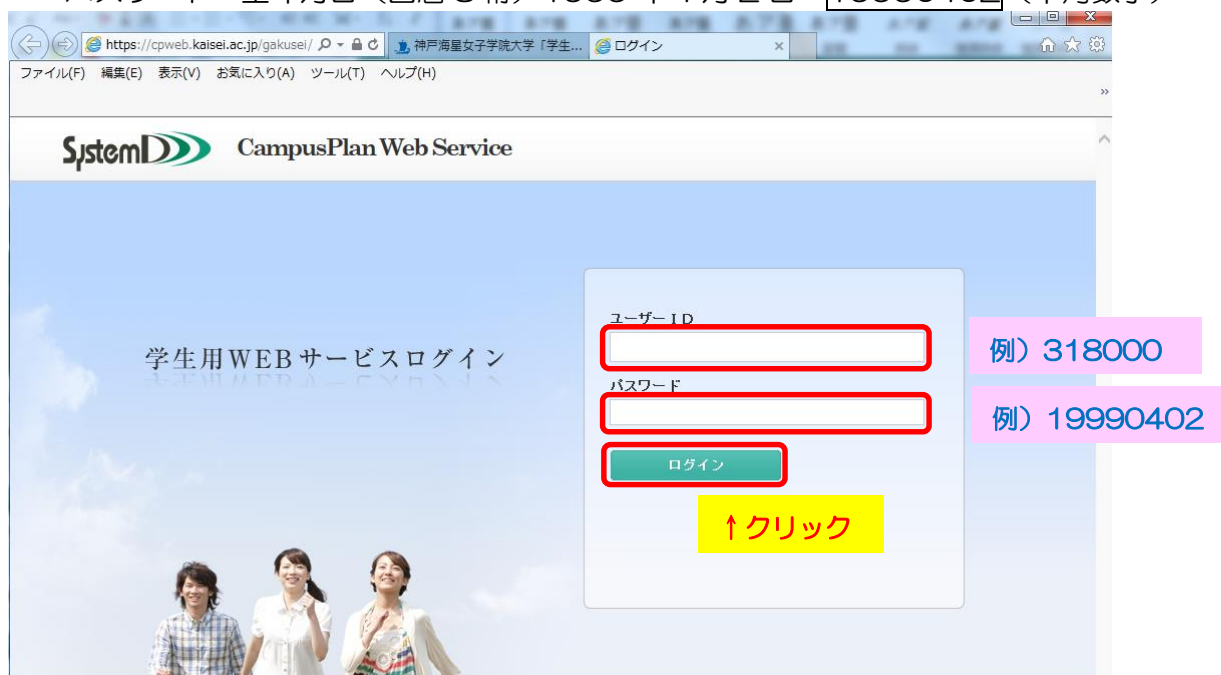 https://cpweb.kaisei.ac.jp/gakusei/ 神戸海星女子学院大学「学生... ログイン ×
ファイル(F) 編集(E) 表示(V) お気に入り(A) ツール(T) ヘルプ(H)
»
SystemD CampusPlan Web Service
ユーザーID
例）318000
学生用WEBサービスログイン
パスワード
例）19990402
ログイン
↑クリック